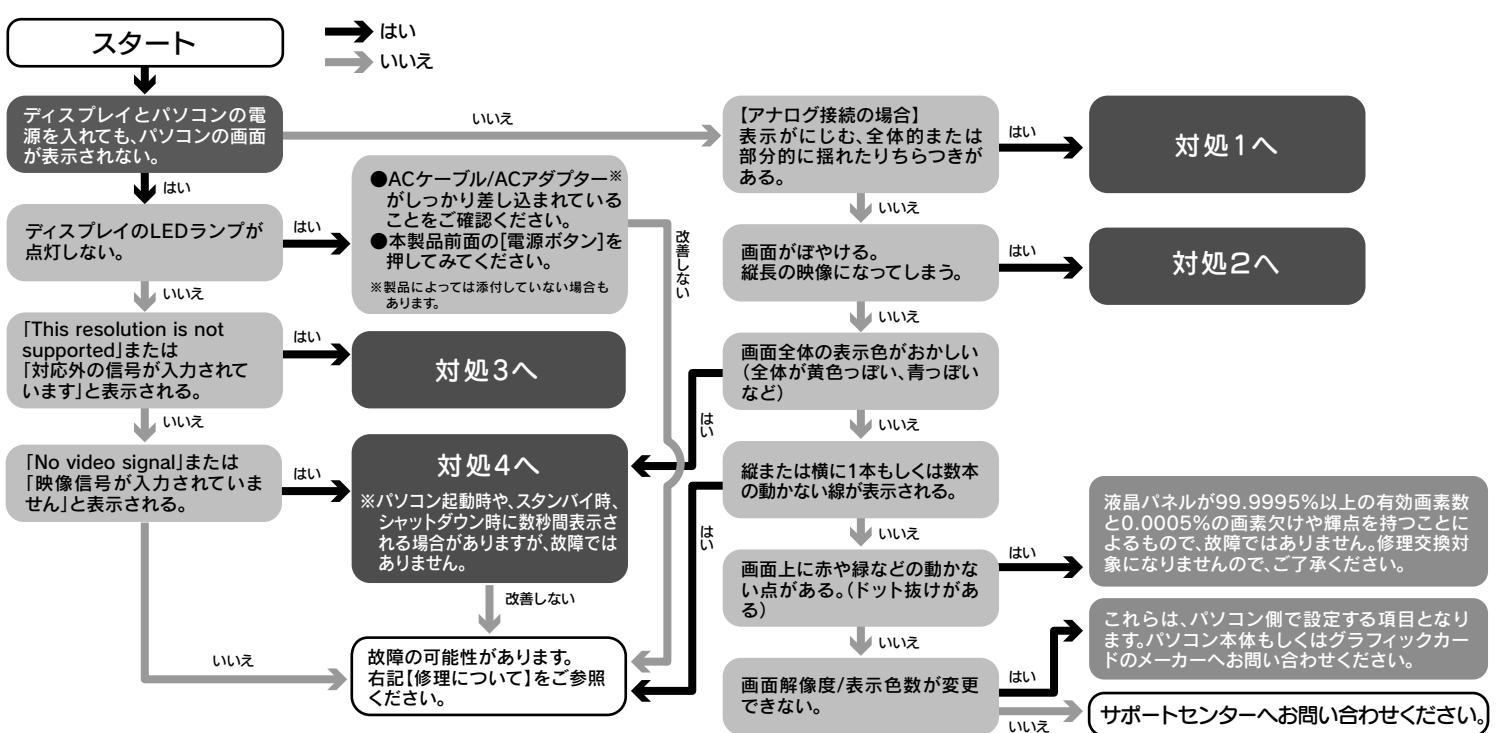 スタート
はい
いいえ
ディスプレイとパソコンの電
源を入れても、パソコンの画面
が表示されない。
はい
いいえ
ディスプレイのLEDランプが
点灯しない。
はい
いいえ
●ACケーブル/ACアダプター※
がしっかり差し込まれている
ことをご確認ください。
●本製品前面の[電源ボタン]を
押してみてください。
※製品によっては添付していない場合も
あります。
改善しない
「This resolution is not
supported」または
「対応外の信号が入力されて
います」と表示される。
はい
対処3へ
いいえ
「No video signal」または
「映像信号が入力されていま
せん」と表示される。
はい
対処4へ
※パソコン起動時や、スタンバイ時、
シャットダウン時に数秒間表示さ
れる場合がありますが、故障では
ありません。
改善しない
いいえ
故障の可能性があります。
右記【修理について】をご参照
ください。
【アナログ接続の場合】
表示がにじむ、全体的または
部分的に揺れたりちらつきが
ある。
はい
対処1へ
いいえ
画面がぼやける。
縦長の映像になってしまう。
はい
対処2へ
いいえ
画面全体の表示色がおかしい
(全体が黄色っぽい、青っぽい
など)
はい
いいえ
縦または横に1本もしくは数本
の動かない線が表示される。
はい
いいえ
画面上に赤や緑などの動かな
い点がある。(ドット抜けがあ
る)
はい
液晶パネルが99.9995%以上の有効画素数
と0.0005%の画素欠けや輝点を持つことに
よるもので、故障ではありません。修理交換対
象になりませんので、ご了承ください。
いいえ
画面解像度/表示色数が変更
できない。
はい
これらは、パソコン側で設定する項目となり
ます。パソコン本体もしくはグラフィックカー
ドのメーカーへお問い合わせください。
いいえ
サポートセンターへお問い合わせください。